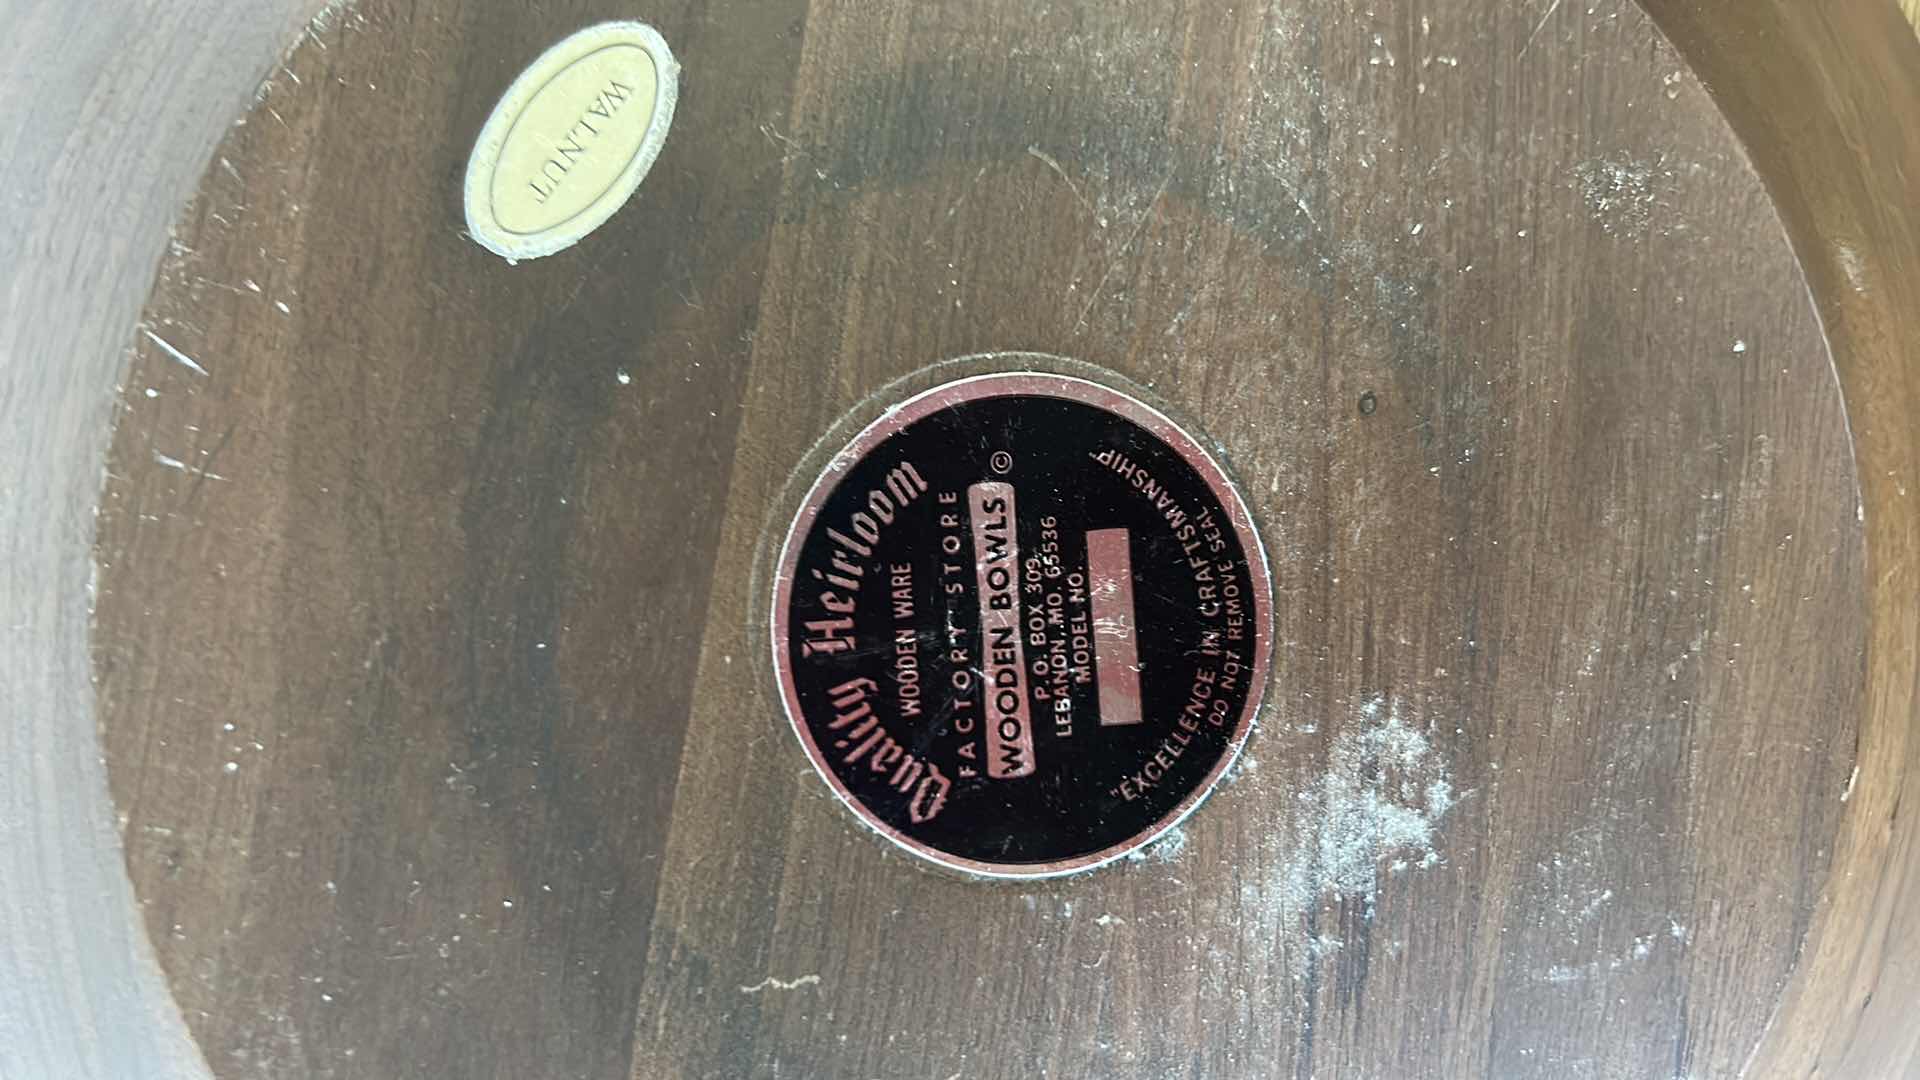 WALNUT
Quality Heirloom
WOODEN WARE
FACTORY STORE
WOODEN BOWLS ©
P. O. BOX 309
LEBANON, MO. 65536
MODEL NO.
"EXCELLENCE IN CRAFTSMANSHIP"
DO NOT REMOVE SEAL